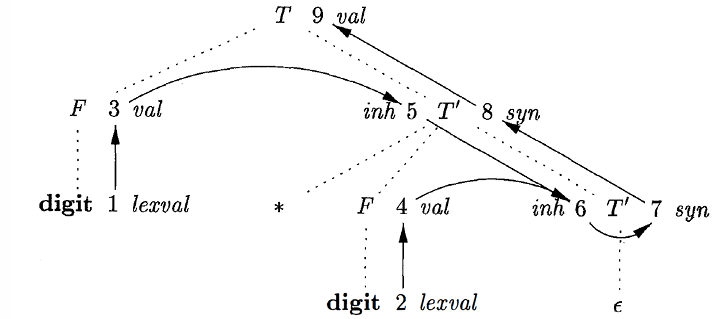 T 9 val
F 3 val inh 5 T′ 8 syn
digit 1 lexval * F 4 val inh 6 T′ 7 syn
digit 2 lexval ϵ